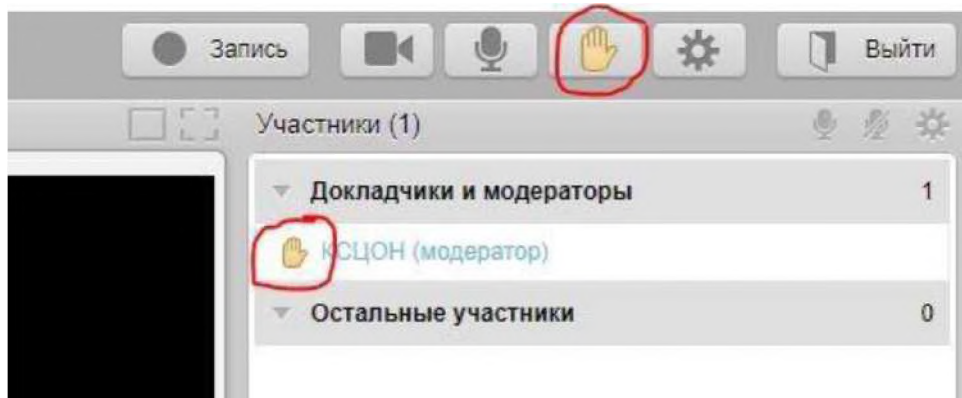 Запись
Выйти
Участники (1)
Докладчики и модераторы 1
КСЦОН (модератор)
Остальные участники 0